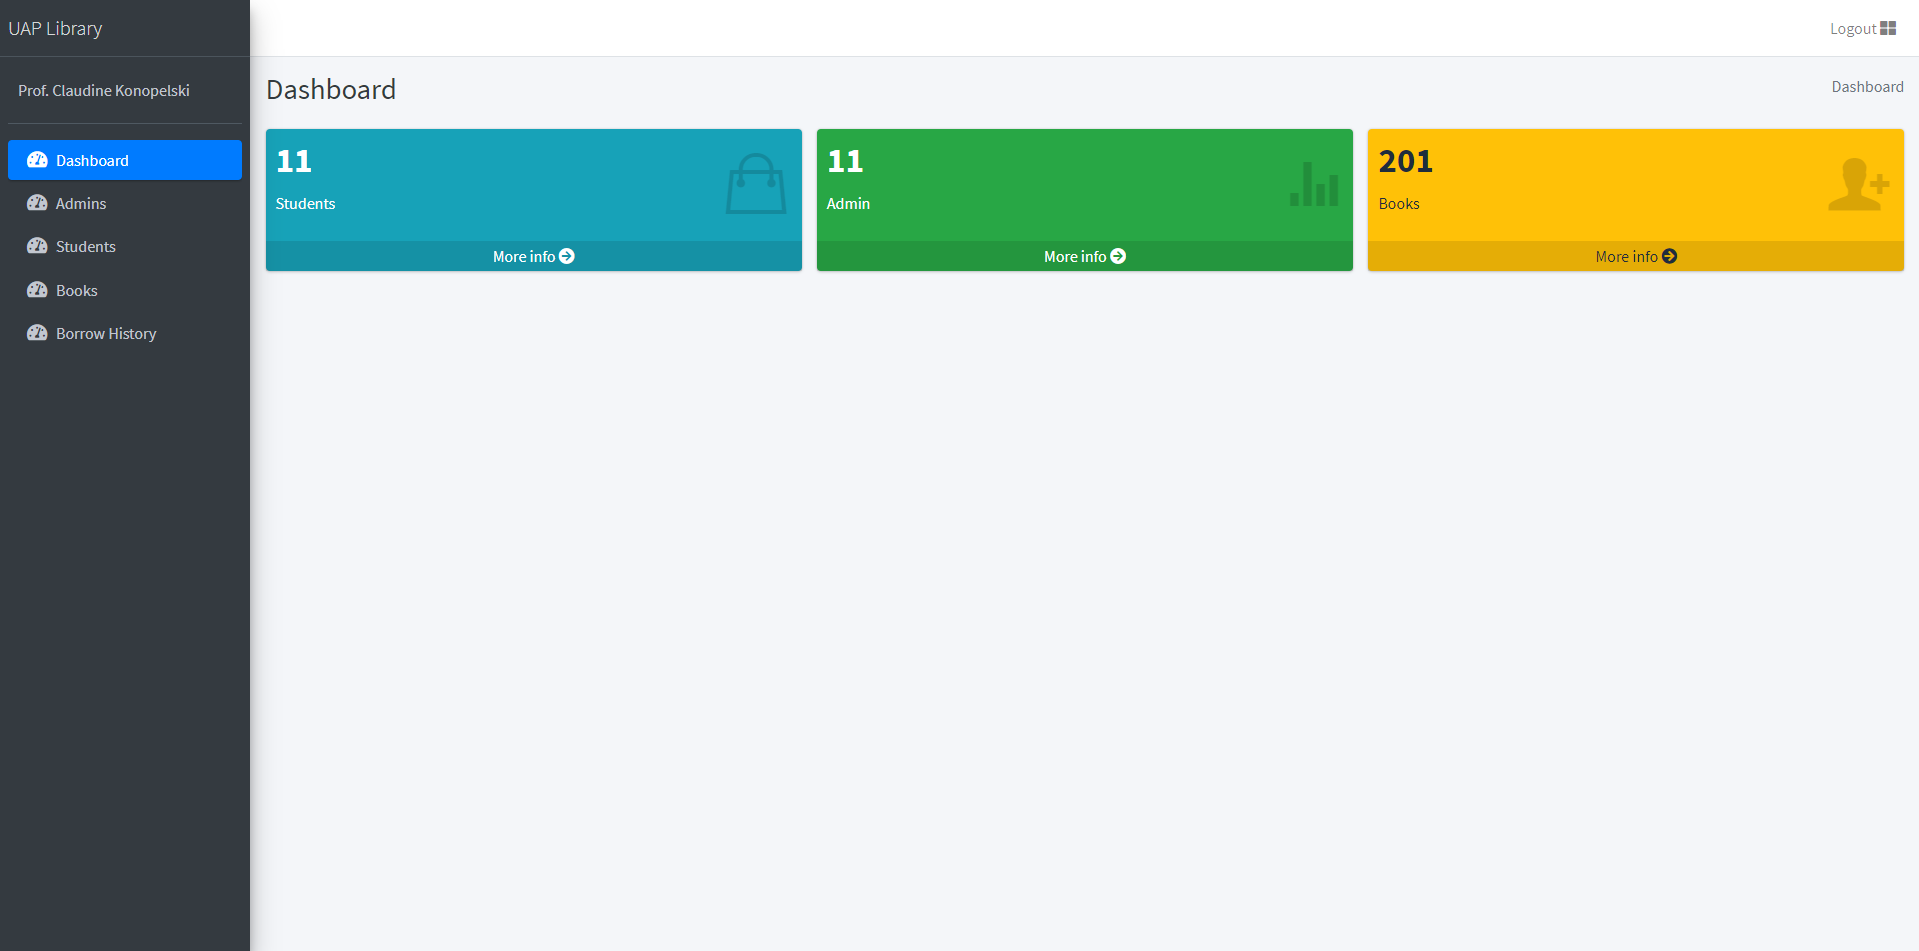 UAP Library
Logout
Prof. Claudine Konopelski
Dashboard
Admins
Students
Books
Borrow History
Dashboard
Dashboard
11
Students
More info
11
Admin
More info
201
Books
More info